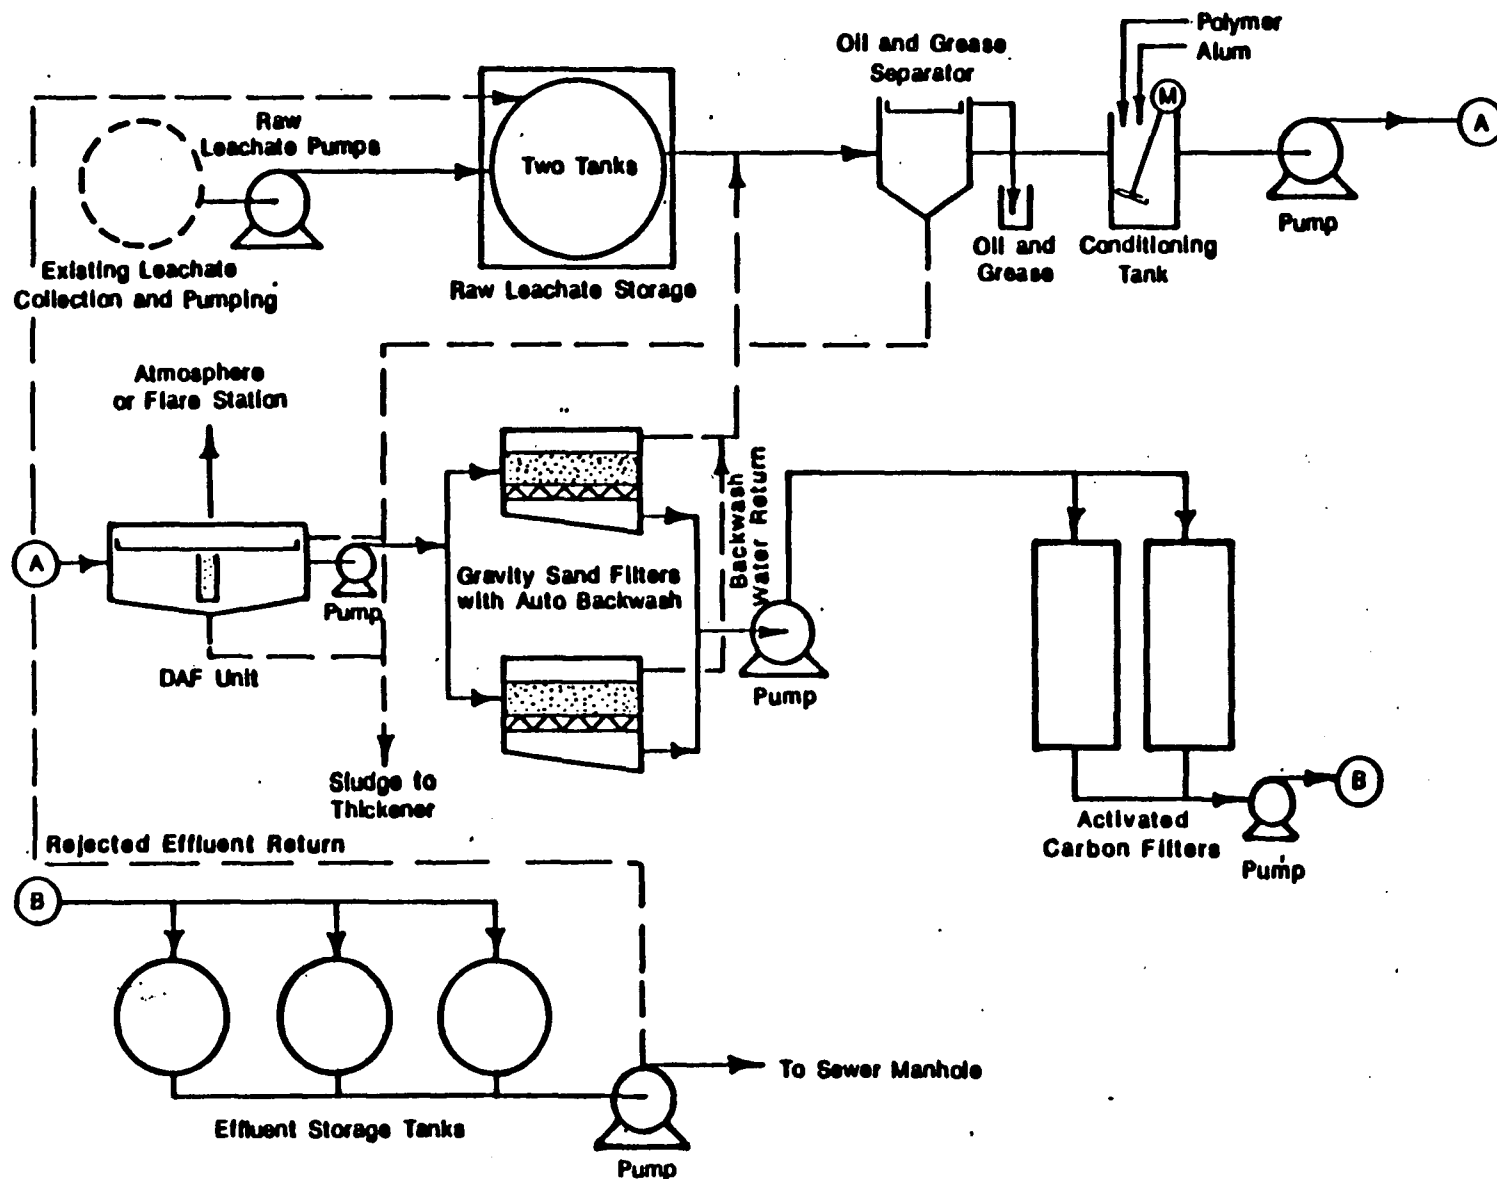 Polymer
Alum
Oil and Grease
Separator
M
A
Raw
Leachate Pumps
Two Tanks
Pump
Existing Leachate
Collection and Pumping
Raw Leachate Storage
Oil and
Grease
Conditioning
Tank
Atmosphere
or Flare Station
Backwash
Water Return
A
Gravity Sand Filters
with Auto Backwash
Pump
DAF Unit
Pump
Sludge to
Thickener
B
Activated
Carbon Filters
Pump
Rejected Effluent Return
B
To Sewer Manhole
Effluent Storage Tanks
Pump